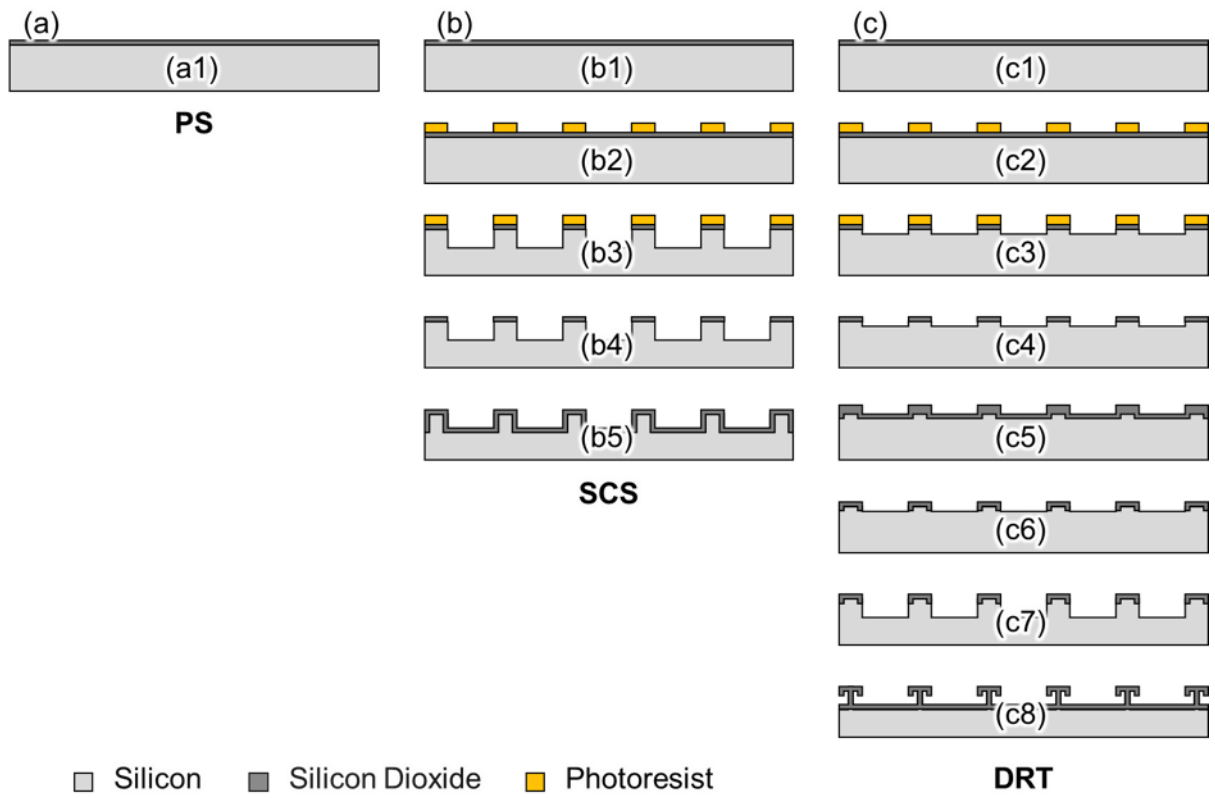 (a) (b) (c)
(a1) (b1) (c1)
PS
(b2) (c2)
(b3) (c3)
(b4) (c4)
(b5) (c5)
SCS
(c6)
(c7)
(c8)
Silicon Silicon Dioxide Photoresist DRT